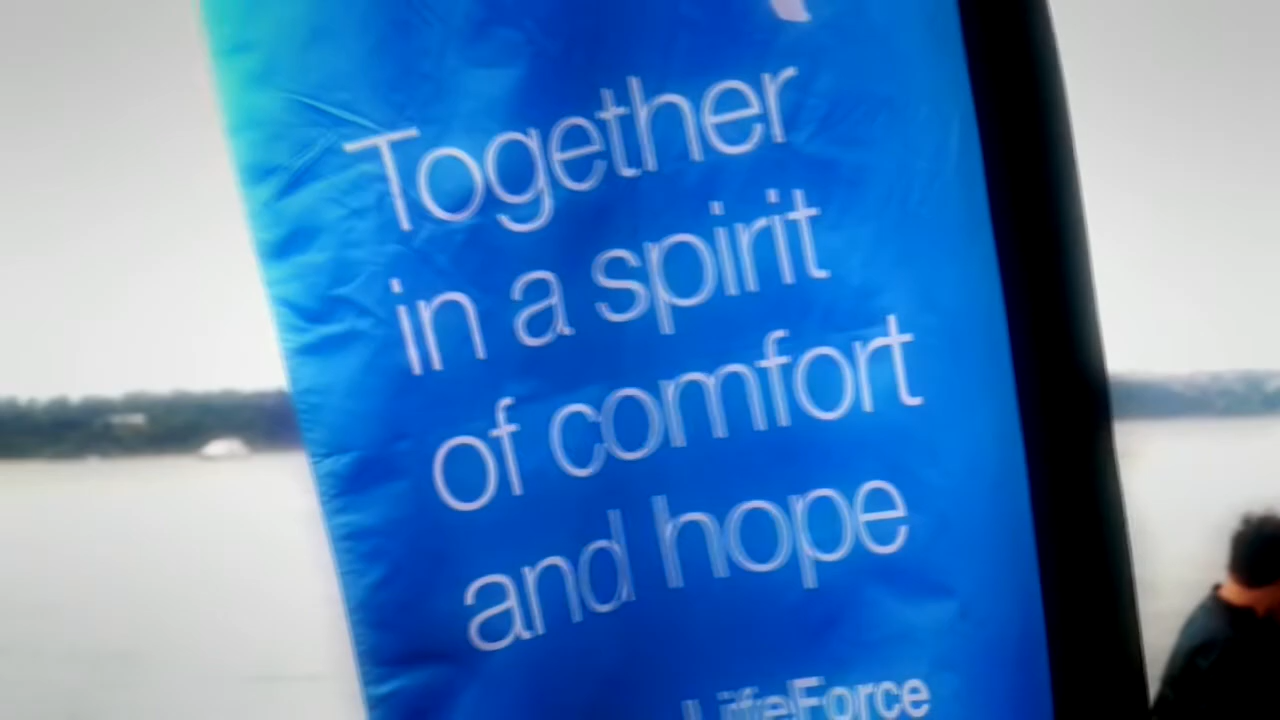 Together
in a spirit
of comfort
and hope
LifeForce